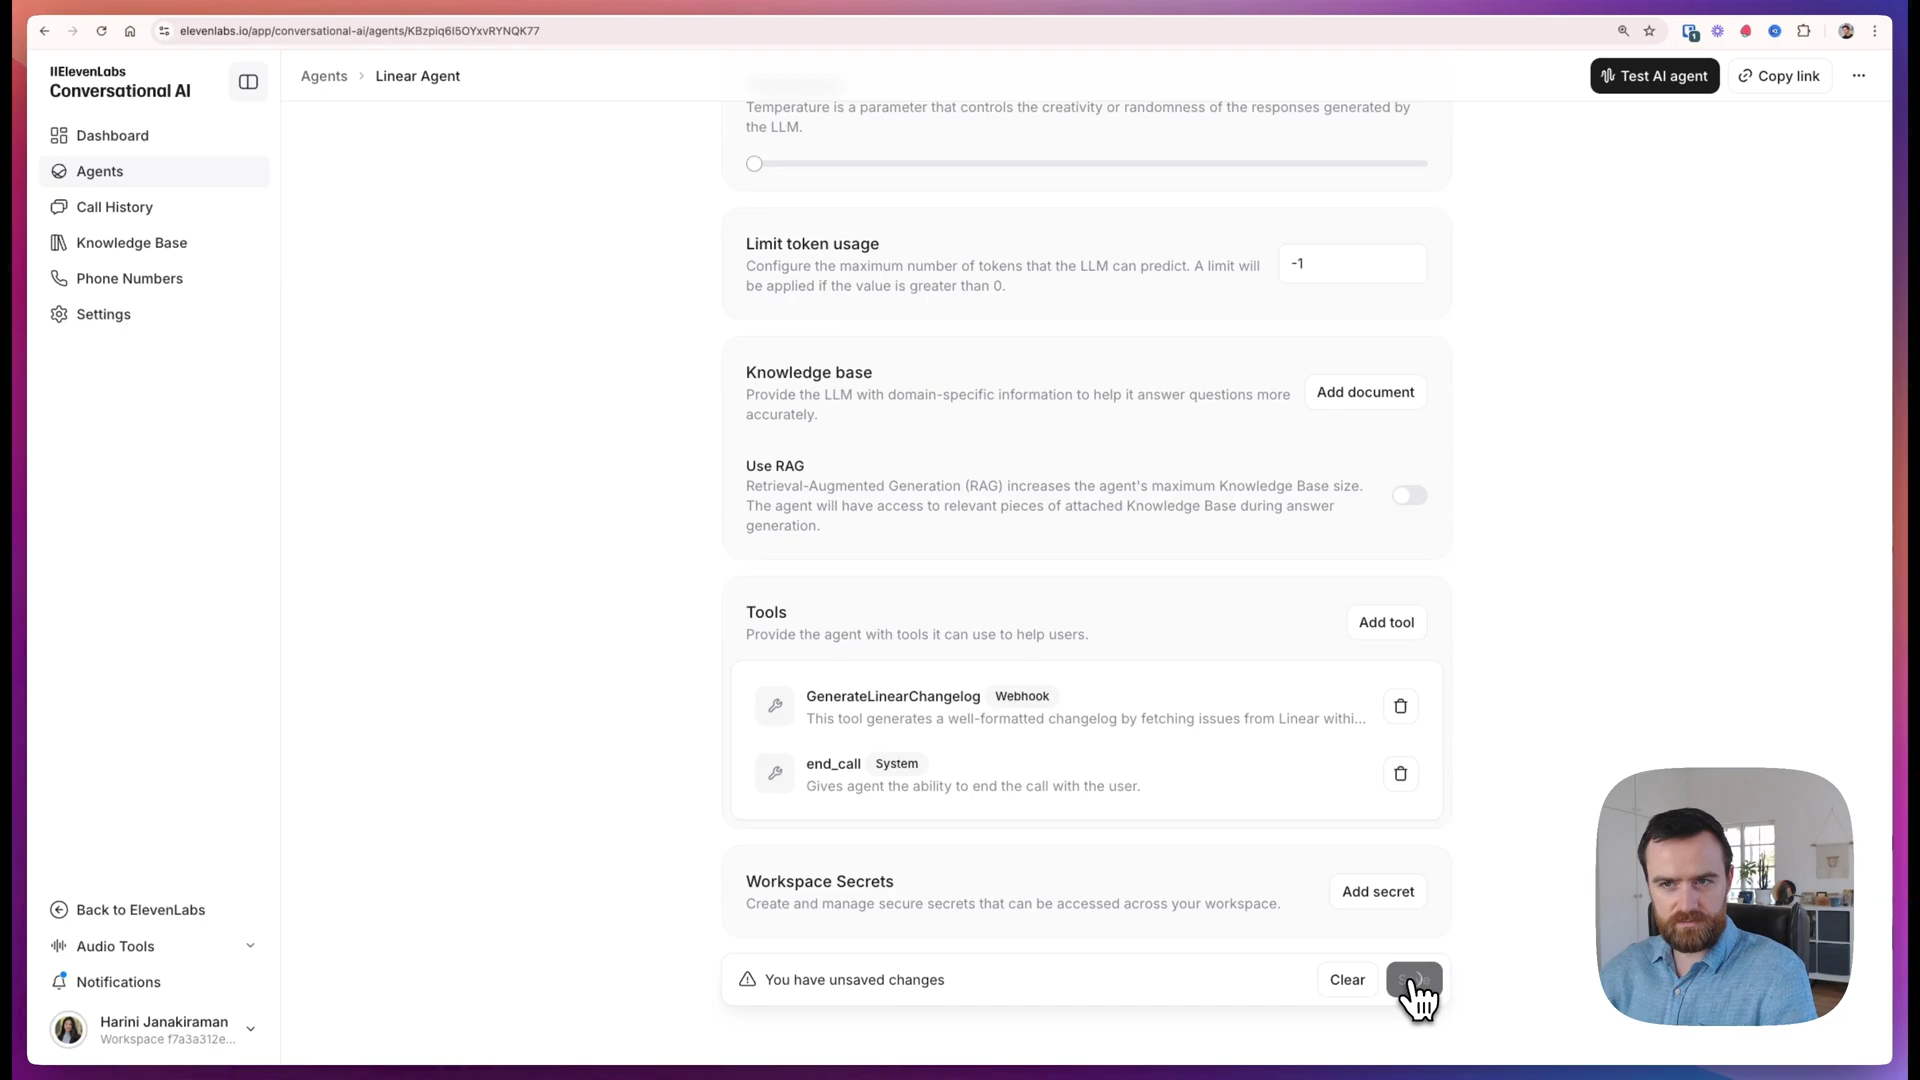 elevenlabs.io/app/conversational-ai/agents/KBzpiq6I5OYxvRYNQK77
IIElevenLabs
Conversational AI
Agents > Linear Agent
Test AI agent
Copy link
Dashboard
Agents
Call History
Knowledge Base
Phone Numbers
Settings
Temperature is a parameter that controls the creativity or randomness of the responses generated by
the LLM.
Limit token usage
Configure the maximum number of tokens that the LLM can predict. A limit will
be applied if the value is greater than 0.
-1
Knowledge base
Provide the LLM with domain-specific information to help it answer questions more
accurately.
Add document
Use RAG
Retrieval-Augmented Generation (RAG) increases the agent's maximum Knowledge Base size.
The agent will have access to relevant pieces of attached Knowledge Base during answer
generation.
Tools
Provide the agent with tools it can use to help users.
Add tool
GenerateLinearChangelog Webhook
This tool generates a well-formatted changelog by fetching issues from Linear withi...
end_call System
Gives agent the ability to end the call with the user.
Workspace Secrets
Create and manage secure secrets that can be accessed across your workspace.
Add secret
You have unsaved changes
Clear
Back to ElevenLabs
Audio Tools
Notifications
Harini Janakiraman
Workspace f7a3a312e...